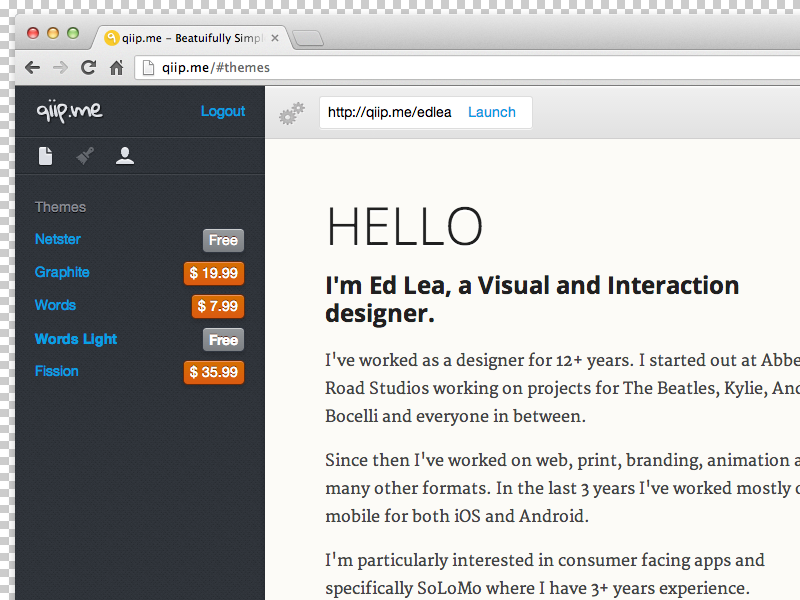 qiip.me – Beatuifully Simp
qiip.me/#themes
qiip.me
Logout
http://qiip.me/edlea
Launch
Themes
Netster
Free
Graphite
$ 19.99
Words
$ 7.99
Words Light
Free
Fission
$ 35.99
HELLO
I'm Ed Lea, a Visual and Interaction
designer.
I've worked as a designer for 12+ years. I started out at Abbe
Road Studios working on projects for The Beatles, Kylie, And
Bocelli and everyone in between.
Since then I've worked on web, print, branding, animation a
many other formats. In the last 3 years I've worked mostly o
mobile for both iOS and Android.
I'm particularly interested in consumer facing apps and
specifically SoLoMo where I have 3+ years experience.